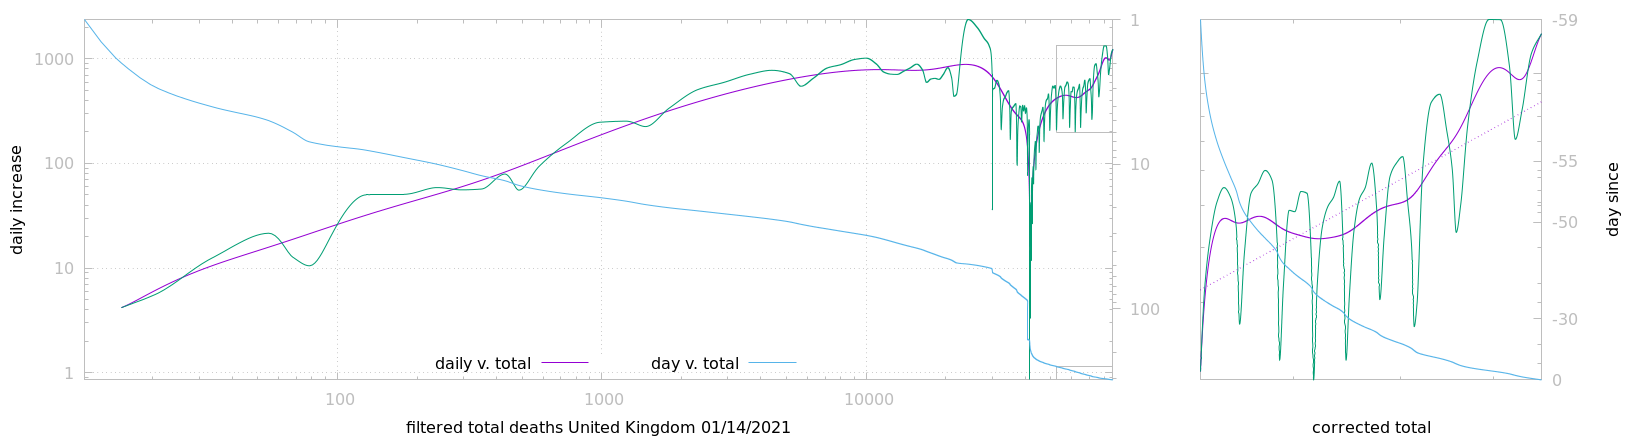 daily increase
1000
100
10
1
100
1000
10000
1
10
100
daily v. total
day v. total
filtered total deaths United Kingdom 01/14/2021
-59
-55
-50
-30
0
day since
corrected total